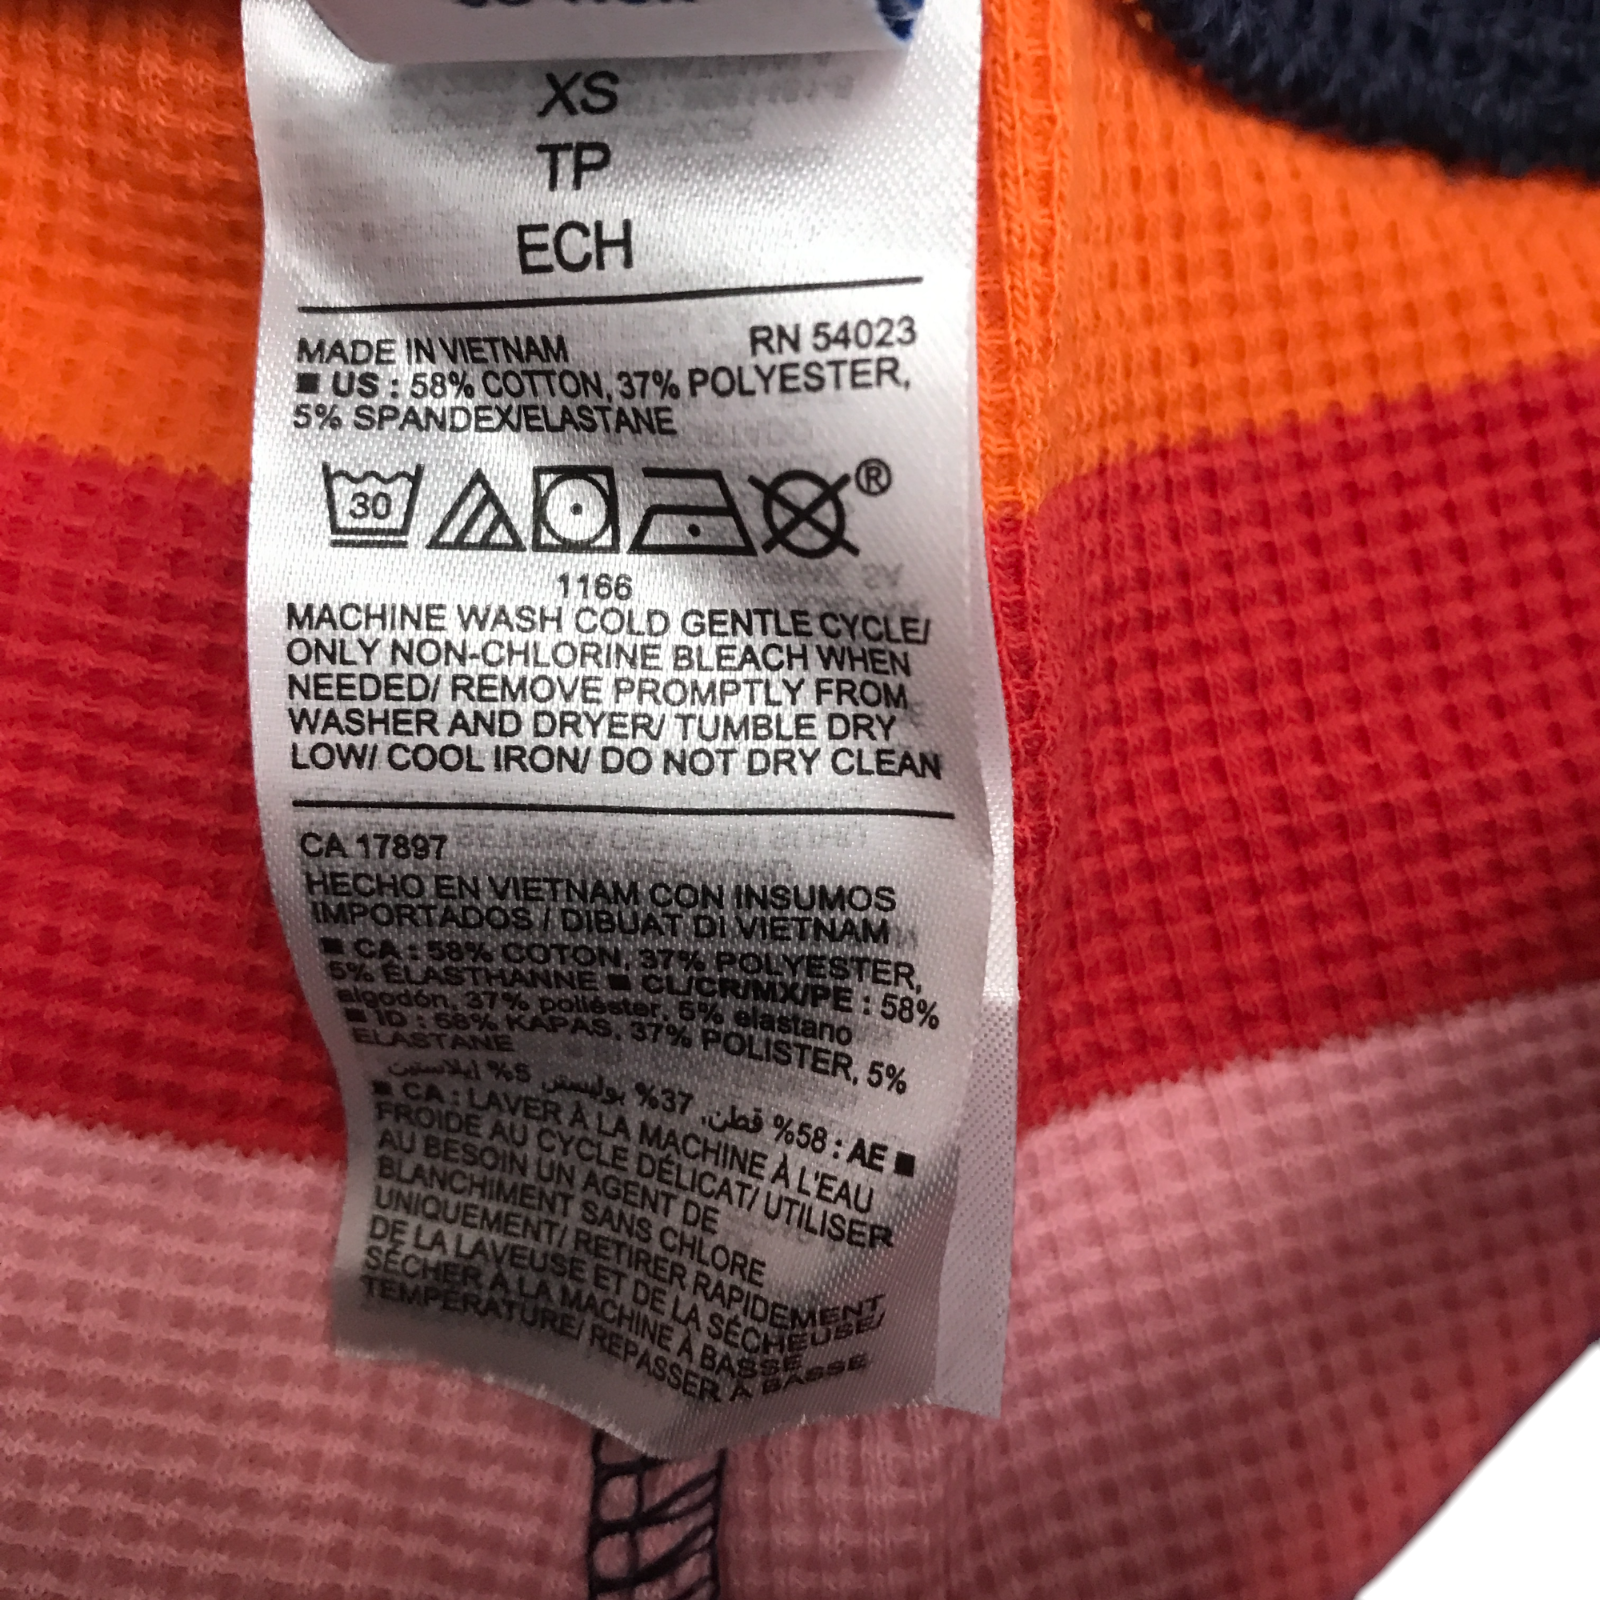 XS
TP
ECH
MADE IN VIETNAM RN 54023
■ US : 58% COTTON, 37% POLYESTER,
5% SPANDEX/ELASTANE
30 ®
1166
MACHINE WASH COLD GENTLE CYCLE/
ONLY NON-CHLORINE BLEACH WHEN
NEEDED/ REMOVE PROMPTLY FROM
WASHER AND DRYER/ TUMBLE DRY
LOW/ COOL IRON/ DO NOT DRY CLEAN
CA 17897
HECHO EN VIETNAM CON INSUMOS
IMPORTADOS / DIBUAT DI VIETNAM
■ CA : 58% COTON, 37% POLYESTER,
5% ÉLASTHANNE ■ CL/CR/MX/PE : 58%
algodón, 37% poliéster, 5% elastano
■ ID : 58% KAPAS, 37% POLISTER, 5%
ELASTANE
■ AE : 58% قطن, 37% بوليستر, 5% ايلاستين
■ CA : LAVER À LA MACHINE À L'EAU
FROIDE AU CYCLE DÉLICAT/ UTILISER
AU BESOIN UN AGENT DE
BLANCHIMENT SANS CHLORE
UNIQUEMENT/ RETIRER RAPIDEMENT
DE LA LAVEUSE ET DE LA SÉCHEUSE/
SÉCHER À LA MACHINE À BASSE
TEMPÉRATURE/ REPASSER À BASSE